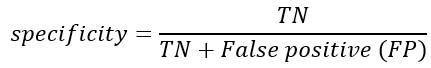 specificity = TN / TN + False positive (FP)